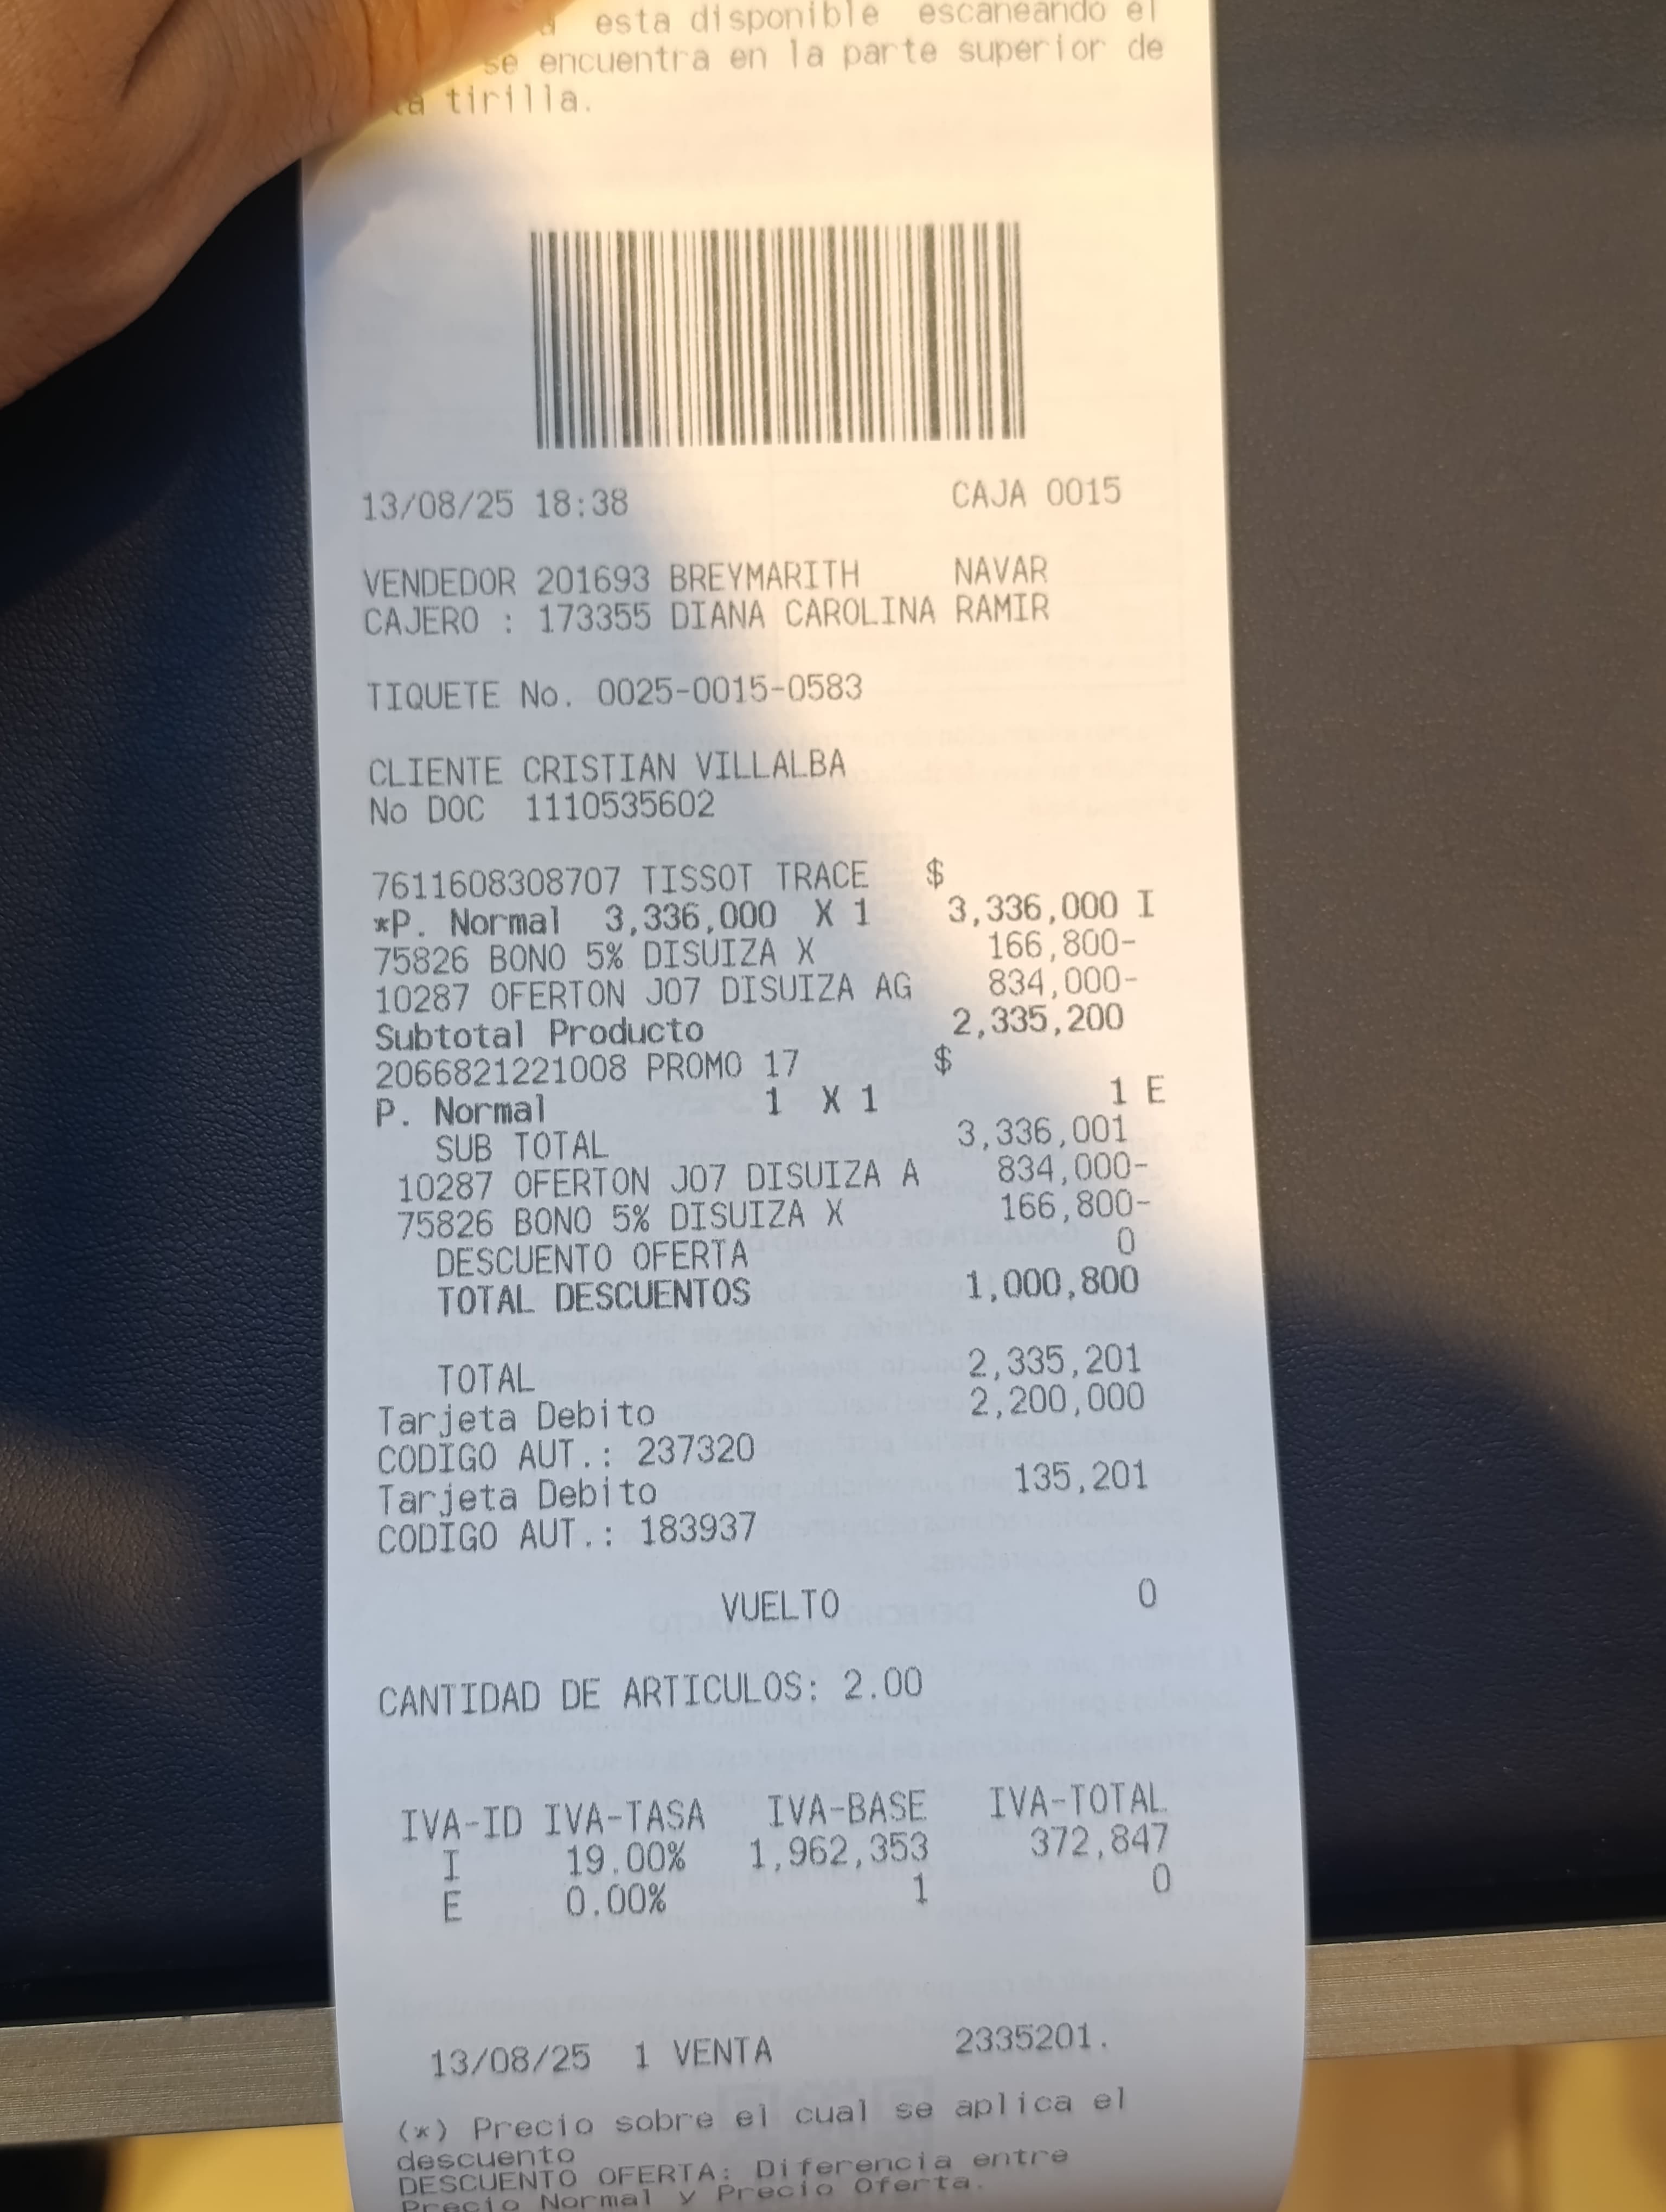 esta disponible escaneando el
se encuentra en la parte superior de
la tirilla.
13/08/25 18:38 CAJA 0015
VENDEDOR 201693 BREYMARITH NAVAR
CAJERO : 173355 DIANA CAROLINA RAMIR
TIQUETE No. 0025-0015-0583
CLIENTE CRISTIAN VILLALBA
No DOC 1110535602
7611608308707 TISSOT TRACE $
*P. Normal 3,336,000 X 1 3,336,000 I
75826 BONO 5% DISUIZA X 166,800-
10287 OFERTON JO7 DISUIZA AG 834,000-
Subtotal Producto 2,335,200
2066821221008 PROMO 17 $
P. Normal 1 X 1 1 E
SUB TOTAL 3,336,001
10287 OFERTON JO7 DISUIZA A 834,000-
75826 BONO 5% DISUIZA X 166,800-
DESCUENTO OFERTA 0
TOTAL DESCUENTOS 1,000,800
TOTAL 2,335,201
Tarjeta Debito 2,200,000
CODIGO AUT.: 237320
Tarjeta Debito 135,201
CODIGO AUT.: 183937
VUELTO 0
CANTIDAD DE ARTICULOS: 2.00
IVA-ID IVA-TASA IVA-BASE IVA-TOTAL
I 19.00% 1,962,353 372,847
E 0.00% 1 0
13/08/25 1 VENTA 2335201.
(*) Precio sobre el cual se aplica el
descuento
DESCUENTO OFERTA: Diferencia entre
Precio Normal y Precio Oferta.